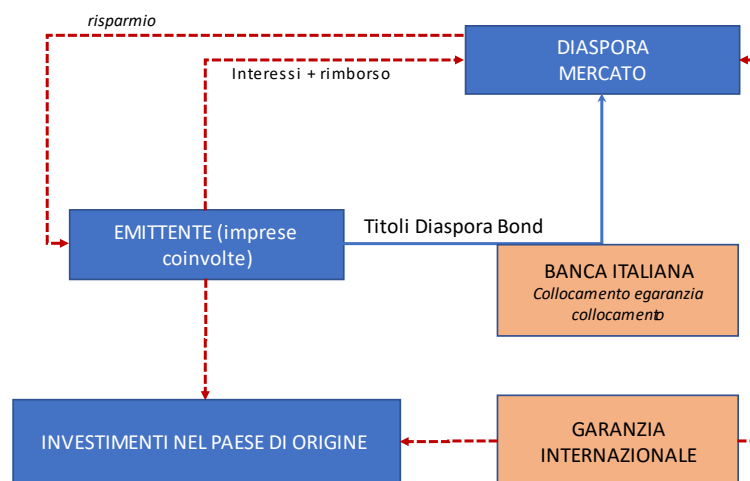 risparmio
DIASPORA
MERCATO
Interessi + rimborso
EMITTENTE (imprese
coinvolte)
Titoli Diaspora Bond
BANCA ITALIANA
Collocamento egaranzia
collocamento
INVESTIMENTI NEL PAESE DI ORIGINE
GARANZIA
INTERNAZIONALE